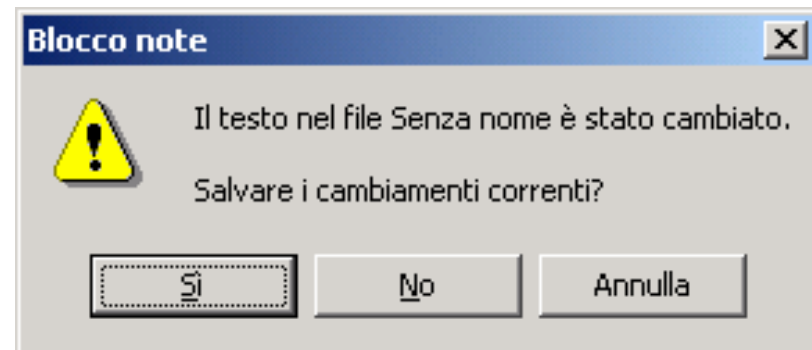 Blocco note
Il testo nel file Senza nome è stato cambiato.
Salvare i cambiamenti correnti?
Sì No Annulla